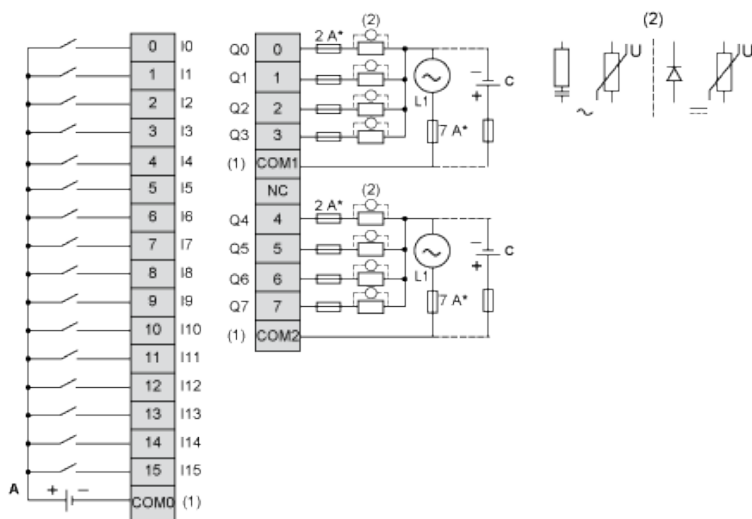 0 I0
1 I1
2 I2
3 I3
4 I4
5 I5
6 I6
7 I7
8 I8
9 I9
10 I10
11 I11
12 I12
13 I13
14 I14
15 I15
A + − COM0 (1)
(2)
Q0 0 2 A*
Q1 1
Q2 2
Q3 3
(1) COM1
L1
7 A*
−
+
C
NC
(2)
Q4 4 2 A*
Q5 5
Q6 6
Q7 7
(1) COM2
L1
7 A*
−
+
C
(2)
U U